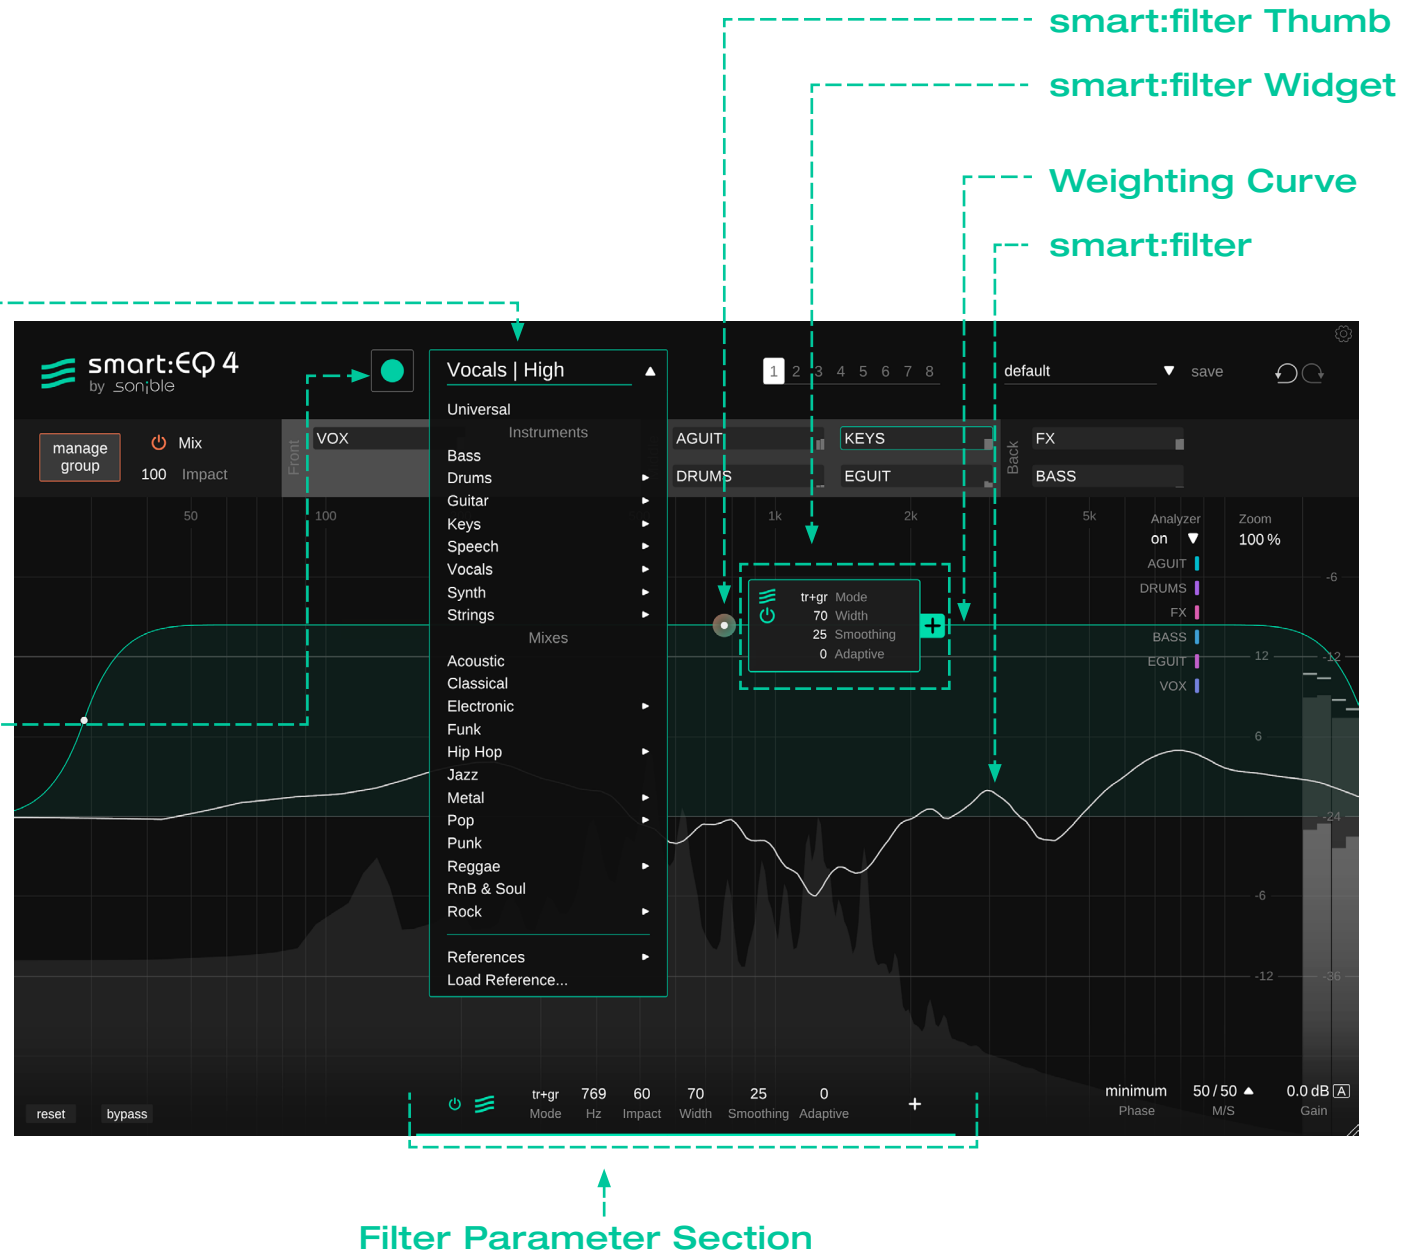 smart:filter Thumb
smart:filter Widget
Weighting Curve
smart:filter
smart:EQ 4
by sonible
Vocals | High
1 2 3 4 5 6 7 8
default
save
manage group
Mix
100 Impact
Front
VOX
AGUIT
KEYS
DRUMS
EGUIT
Back
FX
BASS
Universal
Instruments
Bass
Drums
Guitar
Keys
Speech
Vocals
Synth
Strings
Mixes
Acoustic
Classical
Electronic
Funk
Hip Hop
Jazz
Metal
Pop
Punk
Reggae
RnB & Soul
Rock
References
Load Reference...
50 100 1k 2k 5k
Analyzer
on
Zoom
100 %
AGUIT
DRUMS
FX
BASS
EGUIT
VOX
tr+gr Mode
70 Width
25 Smoothing
0 Adaptive
-6
12 -12
6
-24
-6
-12 -36
reset
bypass
tr+gr 769 60 70 25 0
Mode Hz Impact Width Smoothing Adaptive
minimum 50 / 50 0.0 dB A
Phase M/S Gain
Filter Parameter Section